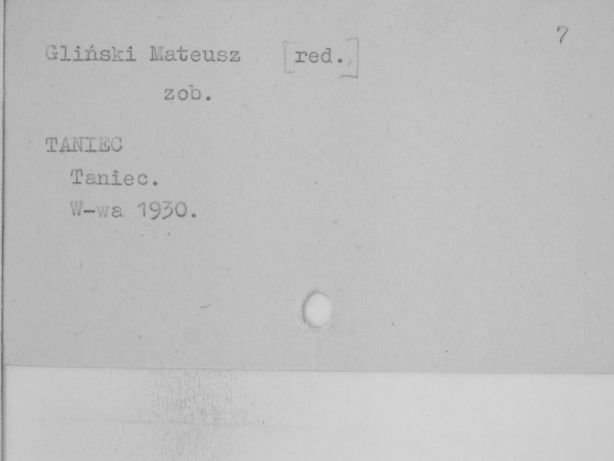 7
Gliński Mateusz [red.,]
zob.
TANIEC
Taniec.
W-wa 1930.